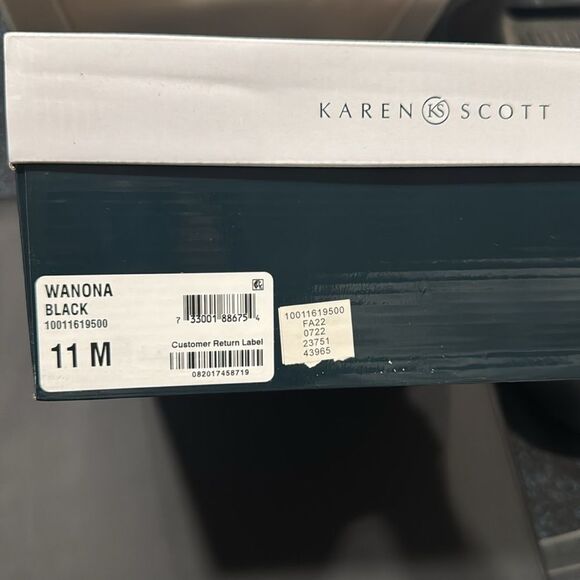 KAREN KS SCOTT
WANONA
BLACK
10011619500
11 M
7 33001 88675 4
Customer Return Label
082017458719
10011619500
FA22
0722
23751
43965